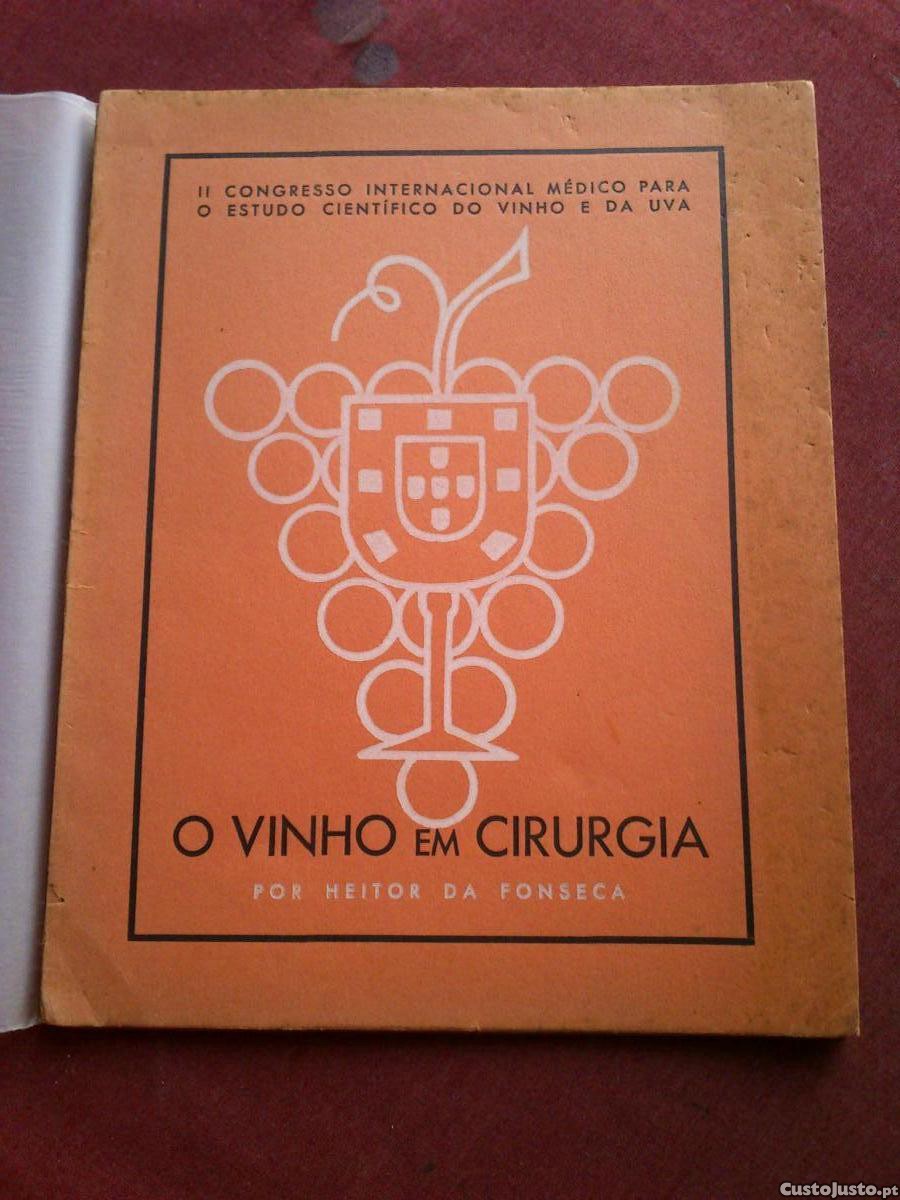 II CONGRESSO INTERNACIONAL MÉDICO PARA
O ESTUDO CIENTÍFICO DO VINHO E DA UVA
O VINHO EM CIRURGIA
POR HEITOR DA FONSECA
CustoJusto.pt